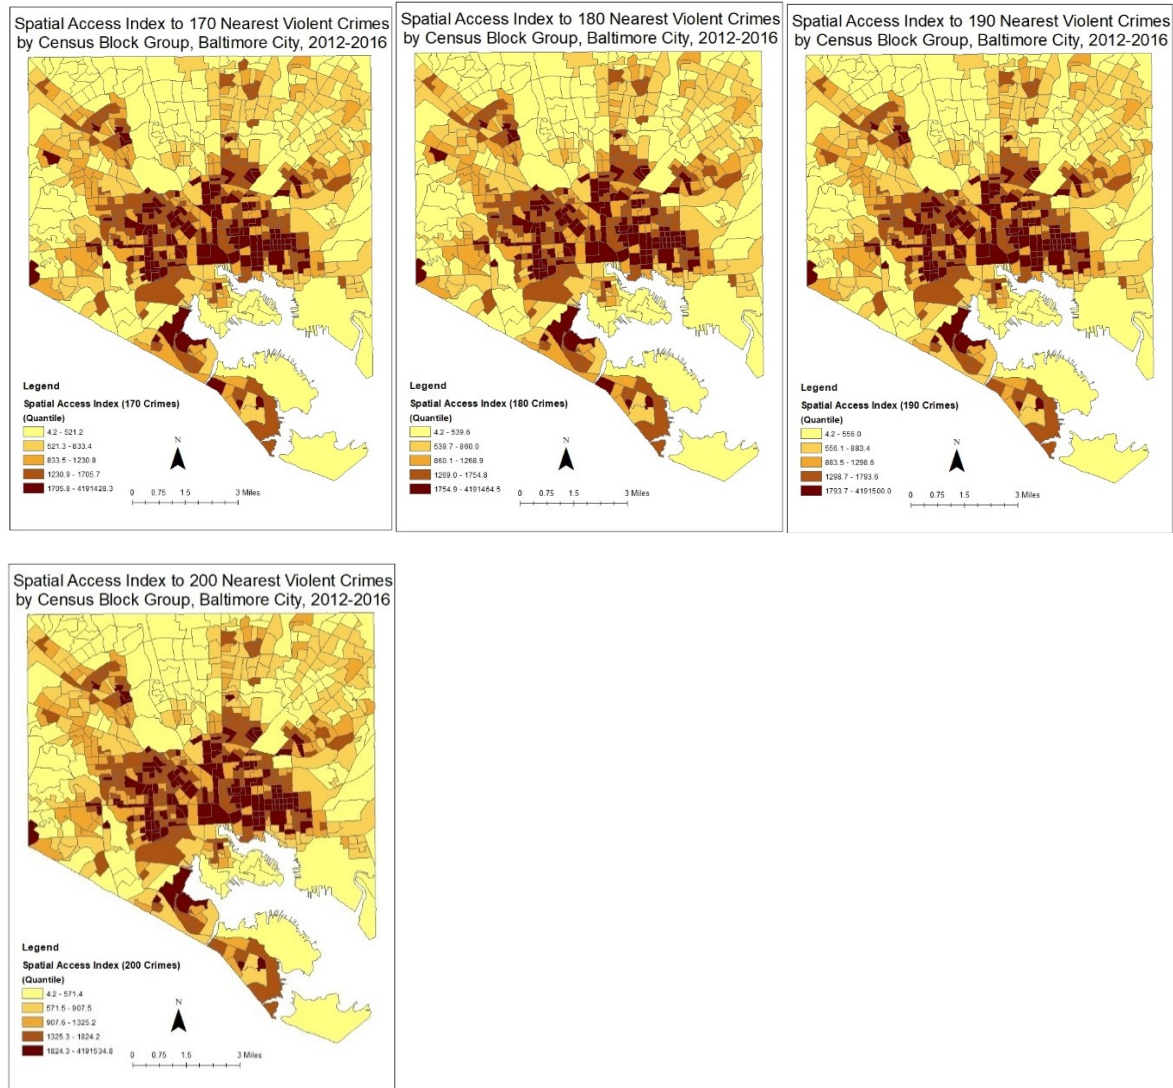 Spatial Access Index to 170 Nearest Violent Crimes
by Census Block Group, Baltimore City, 2012-2016
Legend
Spatial Access Index (170 Crimes)
(Quantile)
4.2 - 521.2
521.3 - 833.4
833.5 - 1230.8
1230.9 - 1705.7
1705.8 - 4191428.3
N
0 0.75 1.5 3 Miles
Spatial Access Index to 180 Nearest Violent Crimes
by Census Block Group, Baltimore City, 2012-2016
Legend
Spatial Access Index (180 Crimes)
(Quantile)
4.2 - 539.6
539.7 - 860.0
860.1 - 1268.9
1269.0 - 1754.8
1754.9 - 4191464.5
N
0 0.75 1.5 3 Miles
Spatial Access Index to 190 Nearest Violent Crimes
by Census Block Group, Baltimore City, 2012-2016
Legend
Spatial Access Index (190 Crimes)
(Quantile)
4.2 - 556.0
556.1 - 883.4
883.5 - 1298.6
1298.7 - 1793.6
1793.7 - 4191500.0
N
0 0.75 1.5 3 Miles
Spatial Access Index to 200 Nearest Violent Crimes
by Census Block Group, Baltimore City, 2012-2016
Legend
Spatial Access Index (200 Crimes)
(Quantile)
4.2 - 571.4
571.5 - 907.5
907.6 - 1325.2
1325.3 - 1824.2
1824.3 - 4191534.8
N
0 0.75 1.5 3 Miles